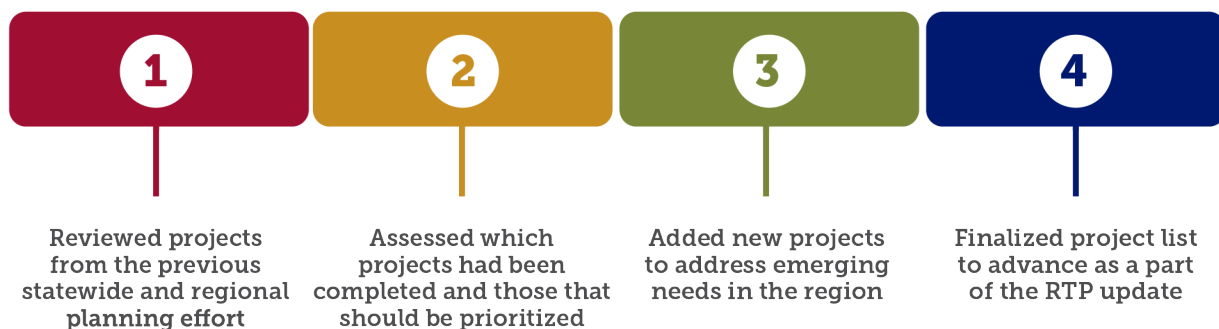 1
Reviewed projects
from the previous
statewide and regional
planning effort
2
Assessed which
projects had been
completed and those that
should be prioritized
3
Added new projects
to address emerging
needs in the region
4
Finalized project list
to advance as a part
of the RTP update